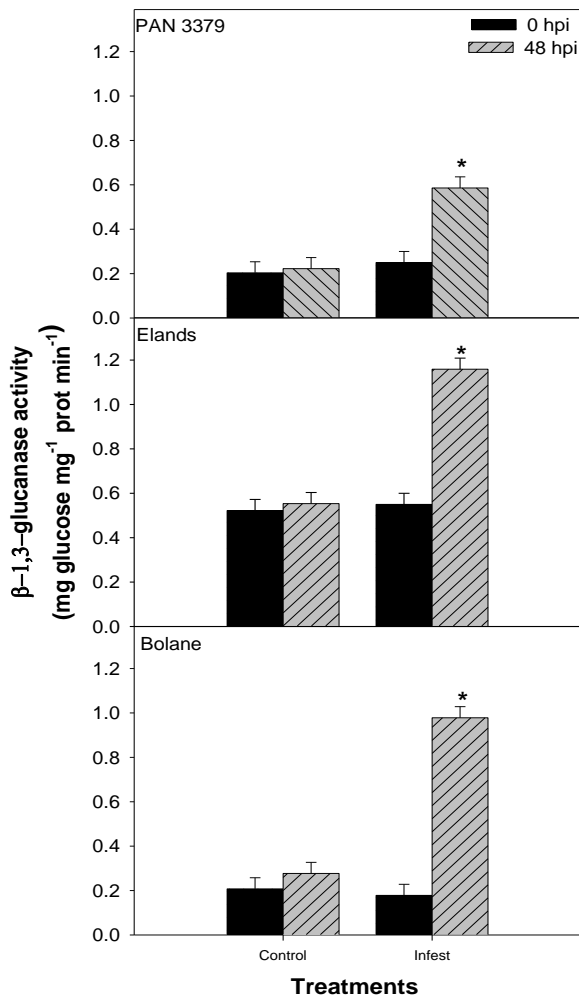 PAN 3379
0 hpi
48 hpi
1.2
1.0
0.8
0.6
*
0.4
0.2
0.0
Elands
1.2
*
1.0
0.8
0.6
0.4
0.2
0.0
Bolane
1.2
1.0
*
0.8
0.6
0.4
0.2
0.0
β−1,3−glucanase activity
(mg glucose mg⁻¹ prot min⁻¹)
Control
Infest
Treatments